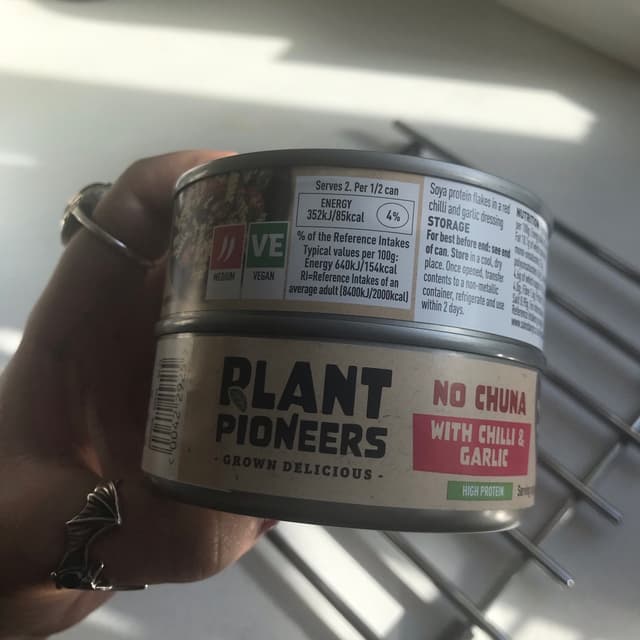 Serves 2. Per 1/2 can
ENERGY
352kJ/85kcal
4%
% of the Reference Intakes
Typical values per 100g:
Energy 640kJ/154kcal
RI=Reference Intakes of an
average adult (8400kJ/2000kcal)
MEDIUM
VE
VEGAN
Soya protein flakes in a red
chilli and garlic dressing
STORAGE
For best before end: see end
of can. Store in a cool, dry
place. Once opened, transfer
contents to a non-metallic
container, refrigerate and use
within 2 days.
PLANT
PIONEERS
- GROWN DELICIOUS -
NO CHUNA
WITH CHILLI &
GARLIC
HIGH PROTEIN